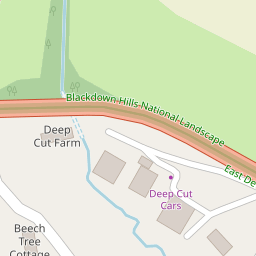 Blackdown Hills National Landscape
East De
Deep
Cut Farm
Deep Cut
Cars
Beech
Tree
Cottage